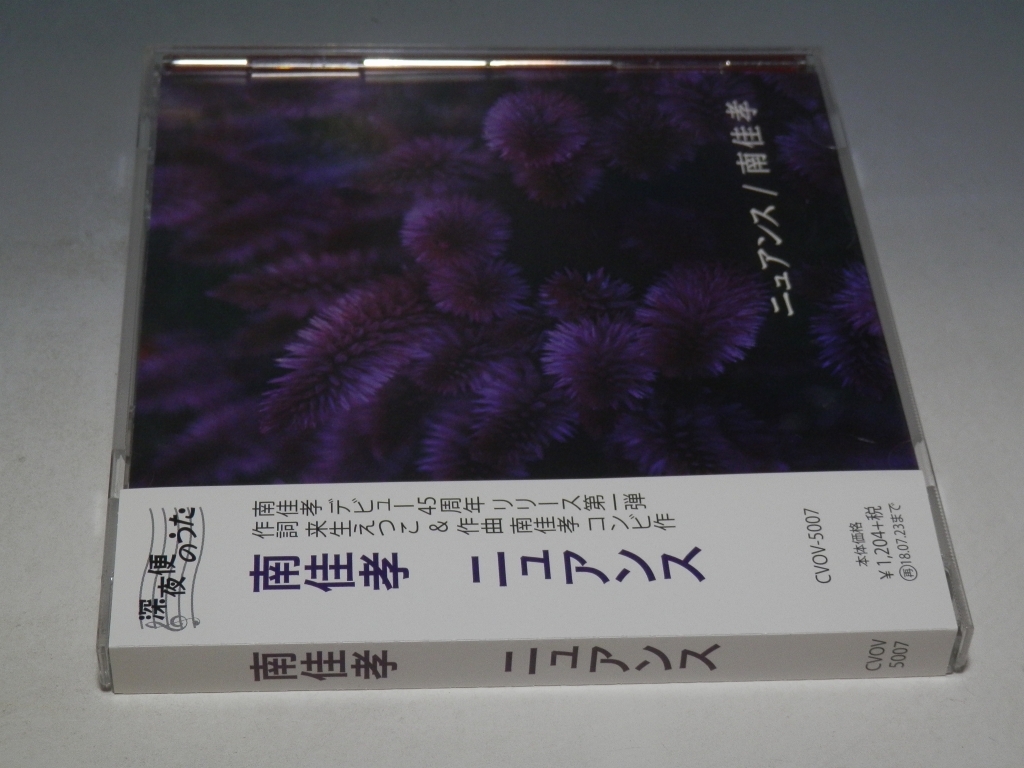 ニュアンス / 南佳孝
深夜便
のうた
南佳孝デビュー45周年 リリース第一弾
作詞 来生えつこ & 作曲 南佳孝 コンビ作
南佳孝 ニュアンス
CVOV-5007
本体価格
¥1,204+税
再18.07.23まで
南佳孝 ニュアンス
CVOV
5007